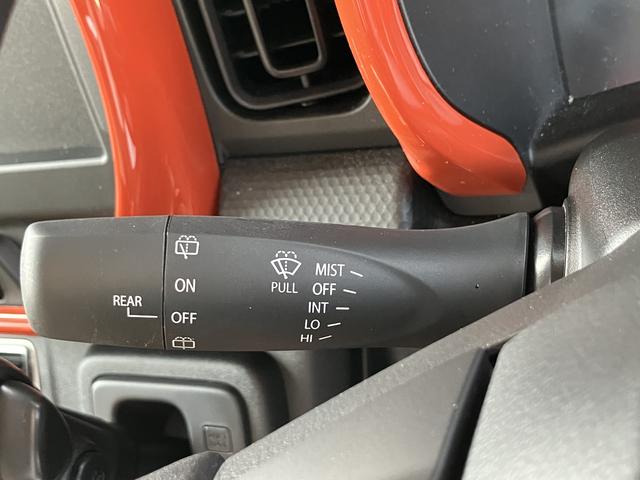 ON
REAR
OFF
PULL
MIST
OFF
INT
LO
HI